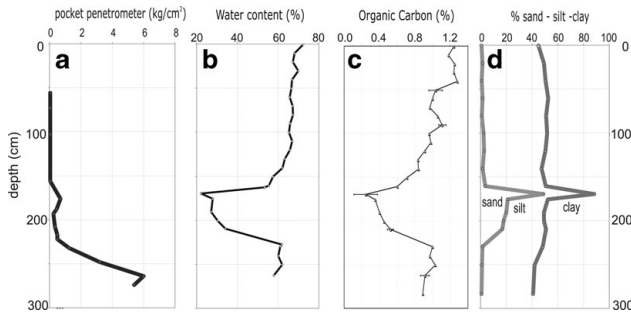 pocket penetrometer (kg/cm²)
0 2 4 6 8
Water content (%)
20 40 60 80
Organic Carbon (%)
0.0 0.4 0.8 1.2
% sand - silt -clay
0 20 40 60 80 100
a
b
c
d
depth (cm)
0
100
200
300
sand
silt
clay
0
100
200
300